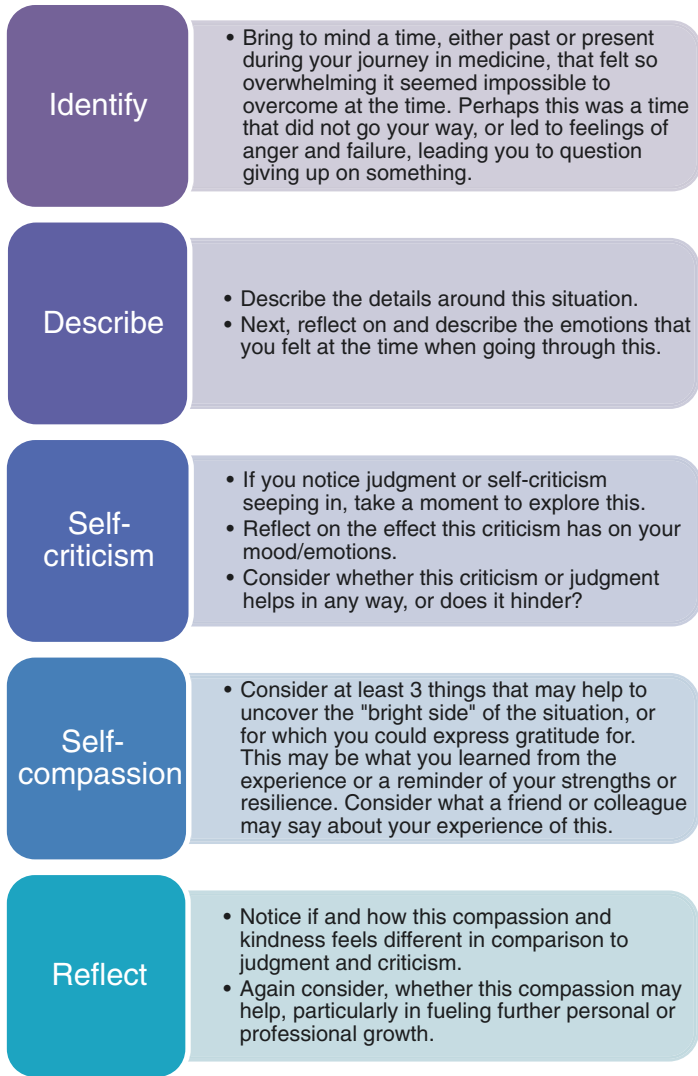 Identify
• Bring to mind a time, either past or present
during your journey in medicine, that felt so
overwhelming it seemed impossible to
overcome at the time. Perhaps this was a time
that did not go your way, or led to feelings of
anger and failure, leading you to question
giving up on something.
Describe
• Describe the details around this situation.
• Next, reflect on and describe the emotions that
you felt at the time when going through this.
Self-
criticism
• If you notice judgment or self-criticism
seeping in, take a moment to explore this.
• Reflect on the effect this criticism has on your
mood/emotions.
• Consider whether this criticism or judgment
helps in any way, or does it hinder?
Self-
compassion
• Consider at least 3 things that may help to
uncover the "bright side" of the situation, or
for which you could express gratitude for.
This may be what you learned from the
experience or a reminder of your strengths or
resilience. Consider what a friend or colleague
may say about your experience of this.
Reflect
• Notice if and how this compassion and
kindness feels different in comparison to
judgment and criticism.
• Again consider, whether this compassion may
help, particularly in fueling further personal or
professional growth.